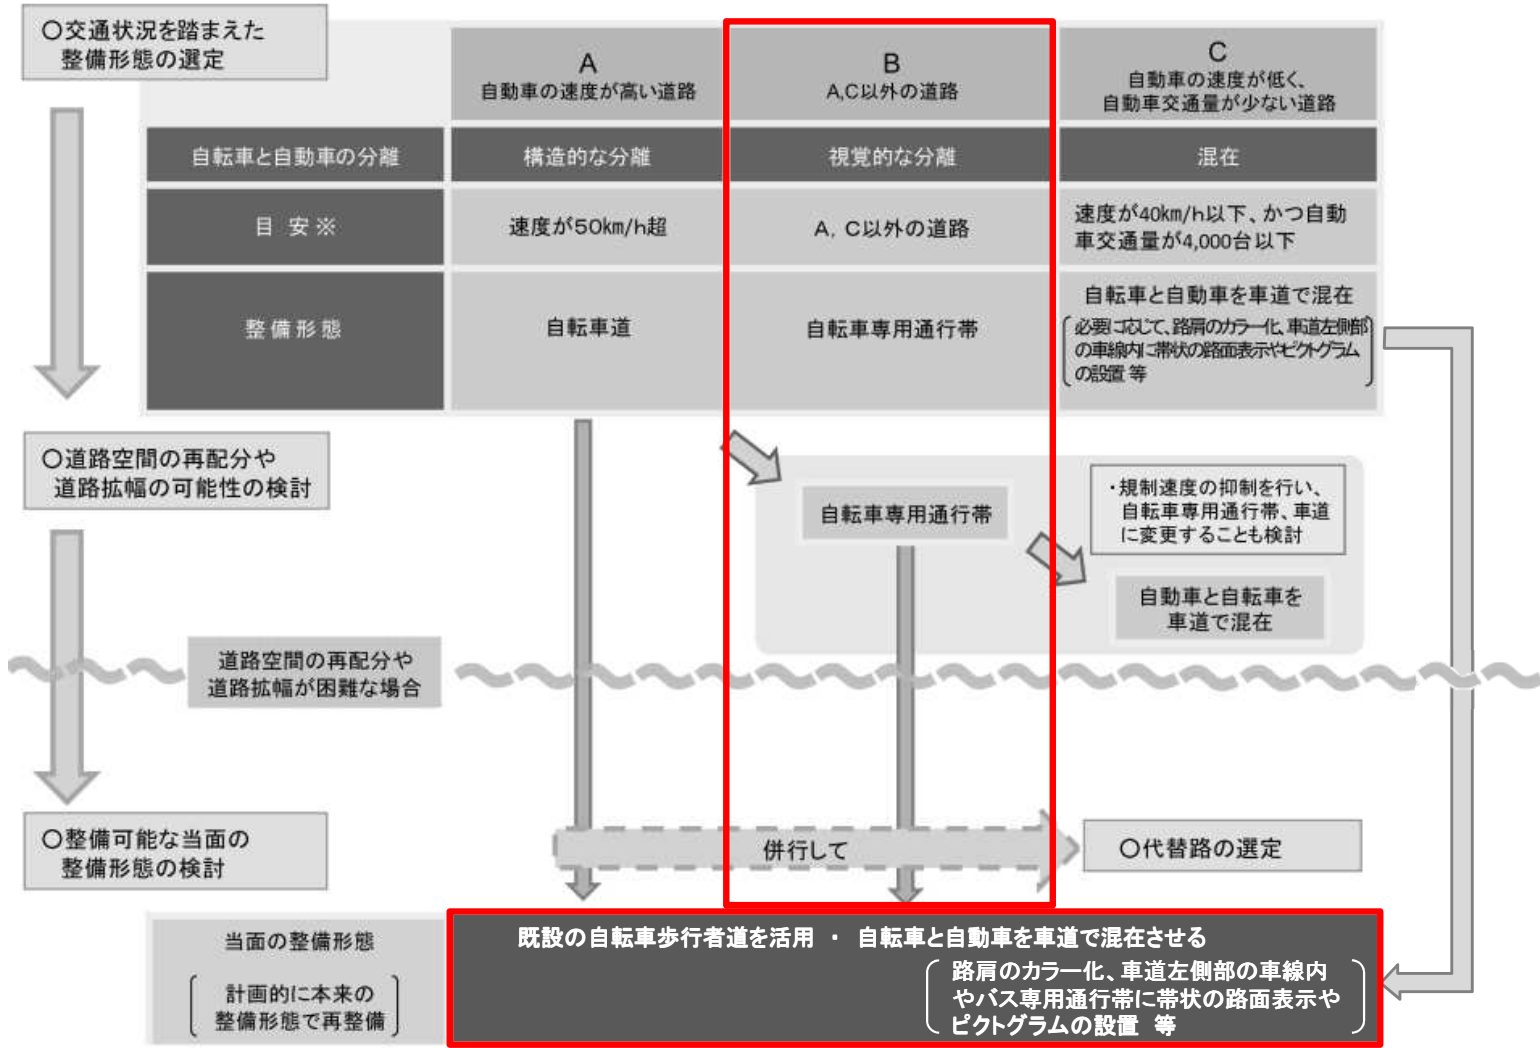 〇交通状況を踏まえた
整備形態の選定
A
自動車の速度が高い道路
B
A,C以外の道路
C
自動車の速度が低く、
自動車交通量が少ない道路
自転車と自動車の分離
構造的な分離
視覚的な分離
混在
目 安※
速度が50km/h超
A．C以外の道路
速度が40km/h以下、かつ自動
車交通量が4,000台以下
整備形態
自転車道
自転車専用通行帯
自転車と自動車を車道で混在
必要に応じて、路肩のカラー化、車道左側部
の車線内に帯状の路面表示やピクトグラム
の設置 等
〇道路空間の再配分や
道路拡幅の可能性の検討
自転車専用通行帯
・規制速度の抑制を行い、
自転車専用通行帯、車道
に変更することも検討
自動車と自転車を
車道で混在
道路空間の再配分や
道路拡幅が困難な場合
〇整備可能な当面の
整備形態の検討
併行して
〇代替路の選定
当面の整備形態
計画的に本来の
整備形態で再整備
既設の自転車歩行者道を活用 ・ 自転車と自動車を車道で混在させる
路肩のカラー化、車道左側部の車線内
やバス専用通行帯に帯状の路面表示や
ピクトグラムの設置 等